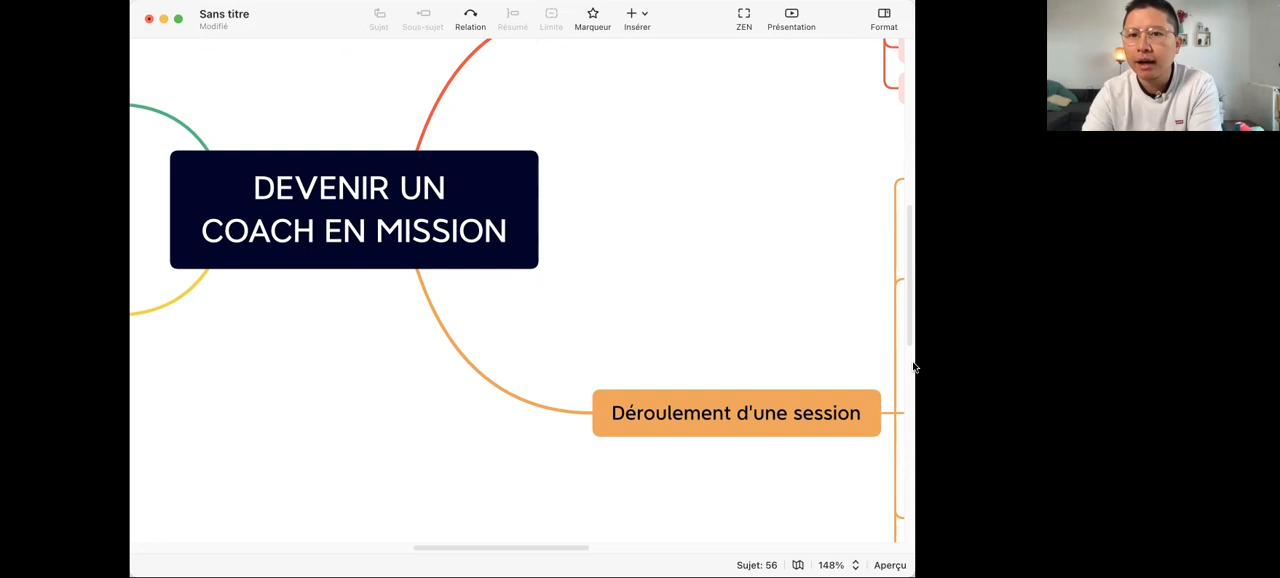 Sans titre
Modifié
Sujet
Sous-sujet
Relation
Résumé
Limite
Marqueur
Insérer
ZEN
Présentation
Format
DEVENIR UN
COACH EN MISSION
Déroulement d'une session
Sujet: 56
148%
Aperçu